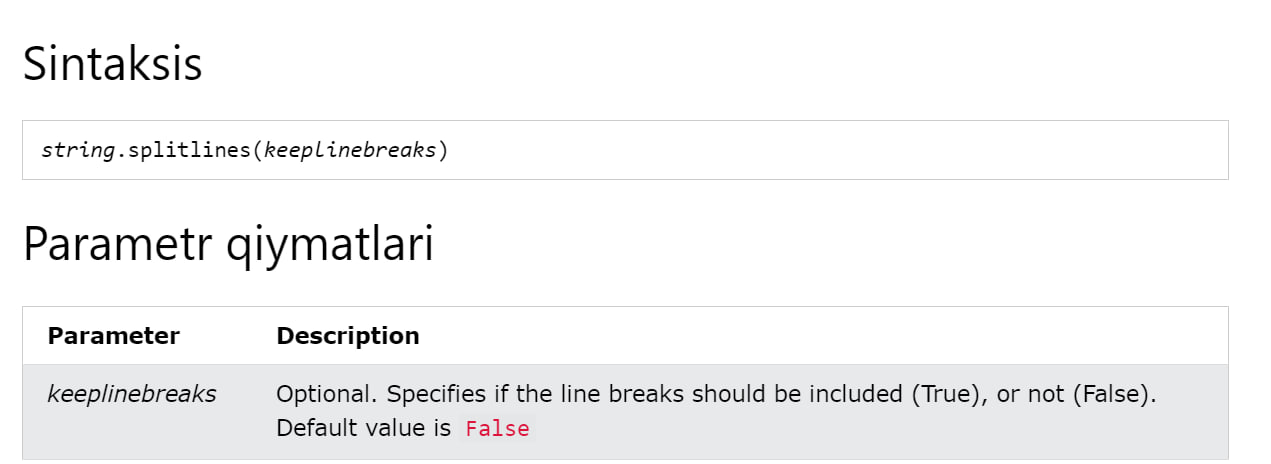 Sintaksis
string.splitlines(keeplinebreaks)
Parametr qiymatlari
Parameter Description
keeplinebreaks Optional. Specifies if the line breaks should be included (True), or not (False).
Default value is False